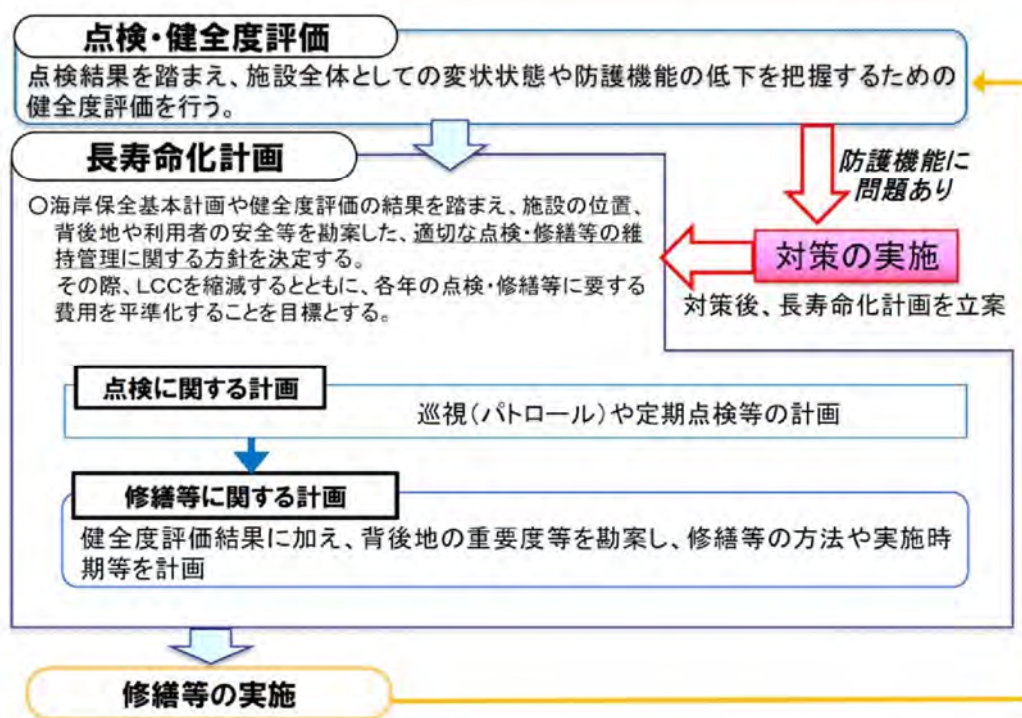 点検・健全度評価
点検結果を踏まえ、施設全体としての変状状態や防護機能の低下を把握するための
健全度評価を行う。
防護機能に
問題あり
対策の実施
対策後、長寿命化計画を立案
長寿命化計画
○海岸保全基本計画や健全度評価の結果を踏まえ、施設の位置、
背後地や利用者の安全等を勘案した、適切な点検・修繕等の維
持管理に関する方針を決定する。
その際、LCCを縮減するとともに、各年の点検・修繕等に要する
費用を平準化することを目標とする。
点検に関する計画
巡視(パトロール)や定期点検等の計画
修繕等に関する計画
健全度評価結果に加え、背後地の重要度等を勘案し、修繕等の方法や実施時
期等を計画
修繕等の実施